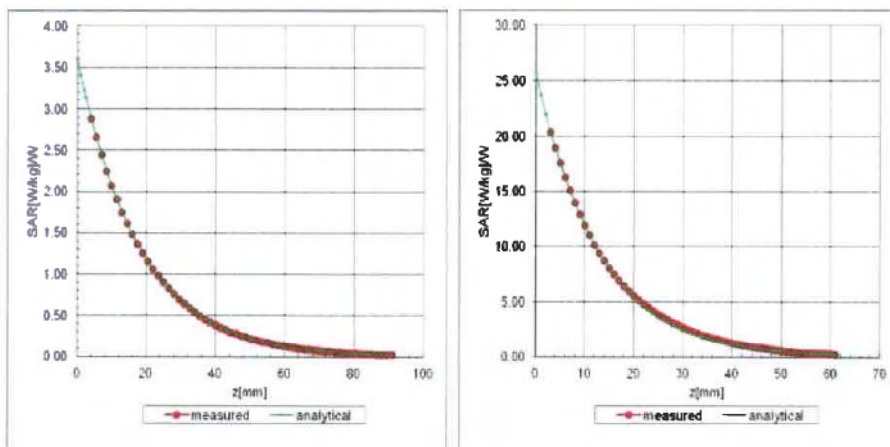 4.00
3.50
3.00
2.50
2.00
1.50
1.00
0.50
0.00
SAR[W/kg]/W
0 20 40 60 80 100
z[mm]
measured analytical
30.00
25.00
20.00
15.00
10.00
5.00
0.00
SAR[W/kg]/W
0 10 20 30 40 50 60 70
z[mm]
measured analytical